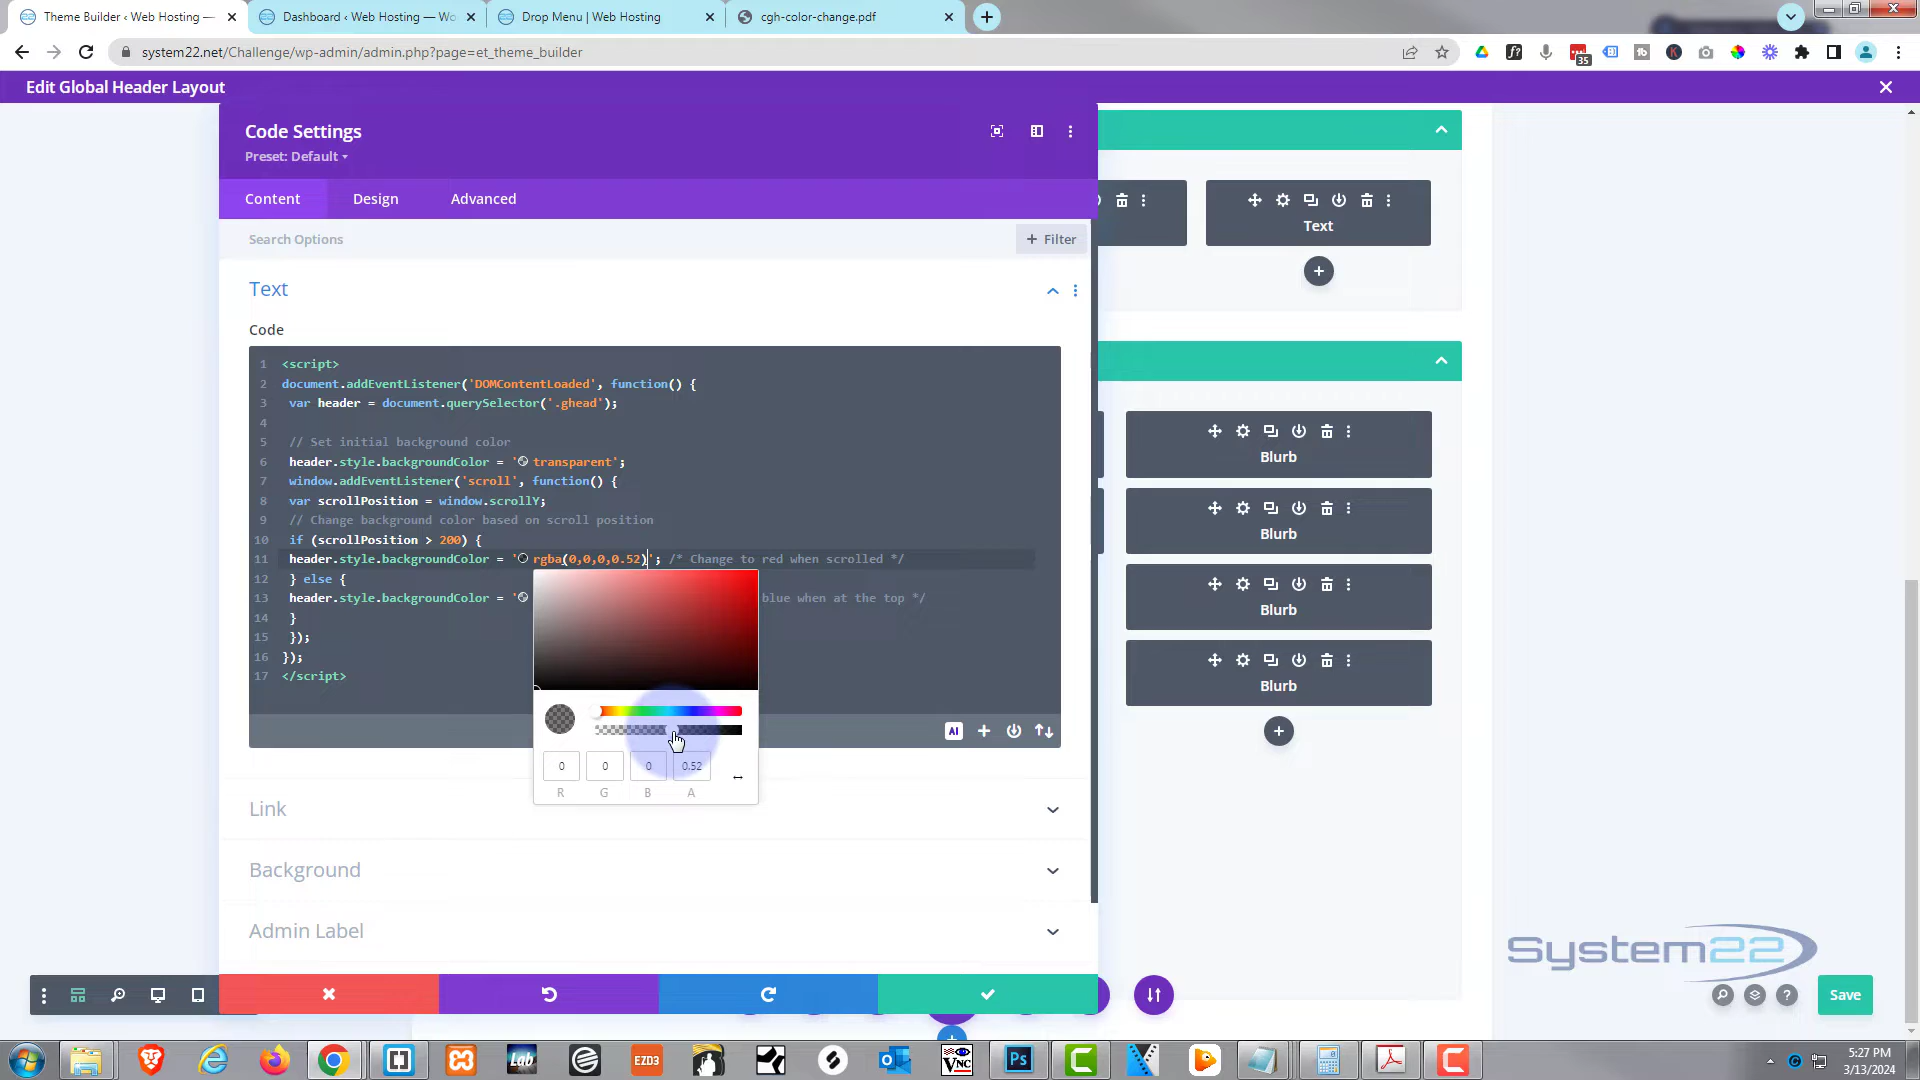 Theme Builder ‹ Web Hosting —
Dashboard ‹ Web Hosting — Wo
Drop Menu | Web Hosting
cgh-color-change.pdf
system22.net/Challenge/wp-admin/admin.php?page=et_theme_builder
35
Edit Global Header Layout
Code Settings
Preset: Default
Content
Design
Advanced
Search Options
+ Filter
Text
Code
1 <script>
2 document.addEventListener('DOMContentLoaded', function() {
3 var header = document.querySelector('.ghead');
4
5 // Set initial background color
6 header.style.backgroundColor = 'transparent';
7 window.addEventListener('scroll', function() {
8 var scrollPosition = window.scrollY;
9 // Change background color based on scroll position
10 if (scrollPosition > 200) {
11 header.style.backgroundColor = 'rgba(0,0,0,0.52)'; /* Change to red when scrolled */
12 } else {
13 header.style.backgroundColor = ' blue when at the top */
14 }
15 });
16 });
17 </script>
AI
0 0 0 0.52
R G B A
Link
Background
Admin Label
Text
Blurb
Blurb
Blurb
Blurb
System22
Save
Lab
EZD3
VNC
Ps
5:27 PM
3/13/2024